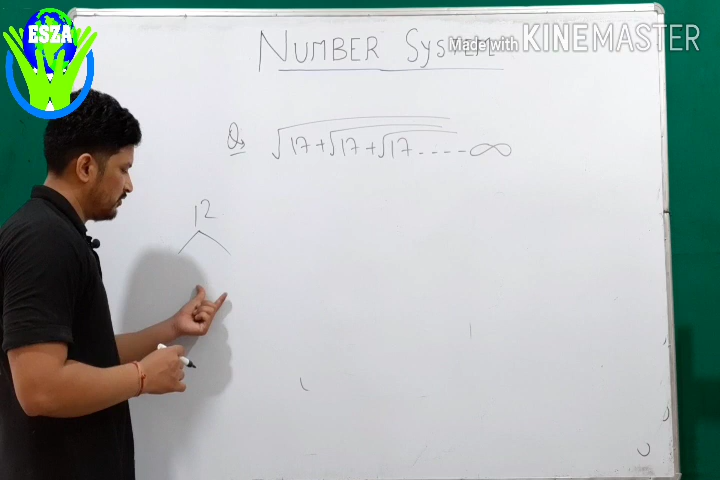 ESZA
NUMBER SYSTEM
Made with KINEMASTER
Q, √17+√17+√17.....∞
12